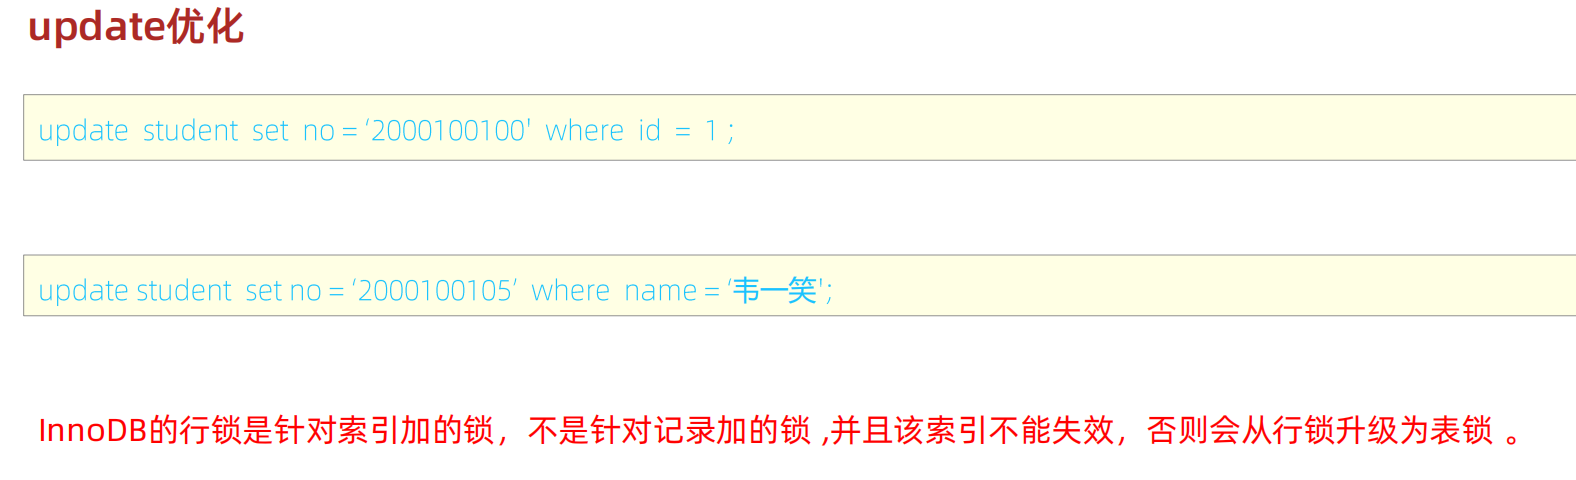 update优化
update student set no = ‘2000100100' where id = 1 ;
update student set no = ‘2000100105’ where name = ‘韦一笑';
InnoDB的行锁是针对索引加的锁，不是针对记录加的锁 ,并且该索引不能失效，否则会从行锁升级为表锁 。